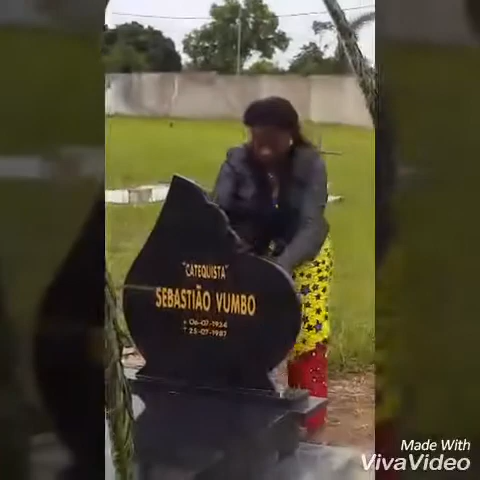 "CATEQUISTA"
SEBASTIÃO VUMBO
* 06-07-1934
† 25-07-1987
Made With
VivaVideo